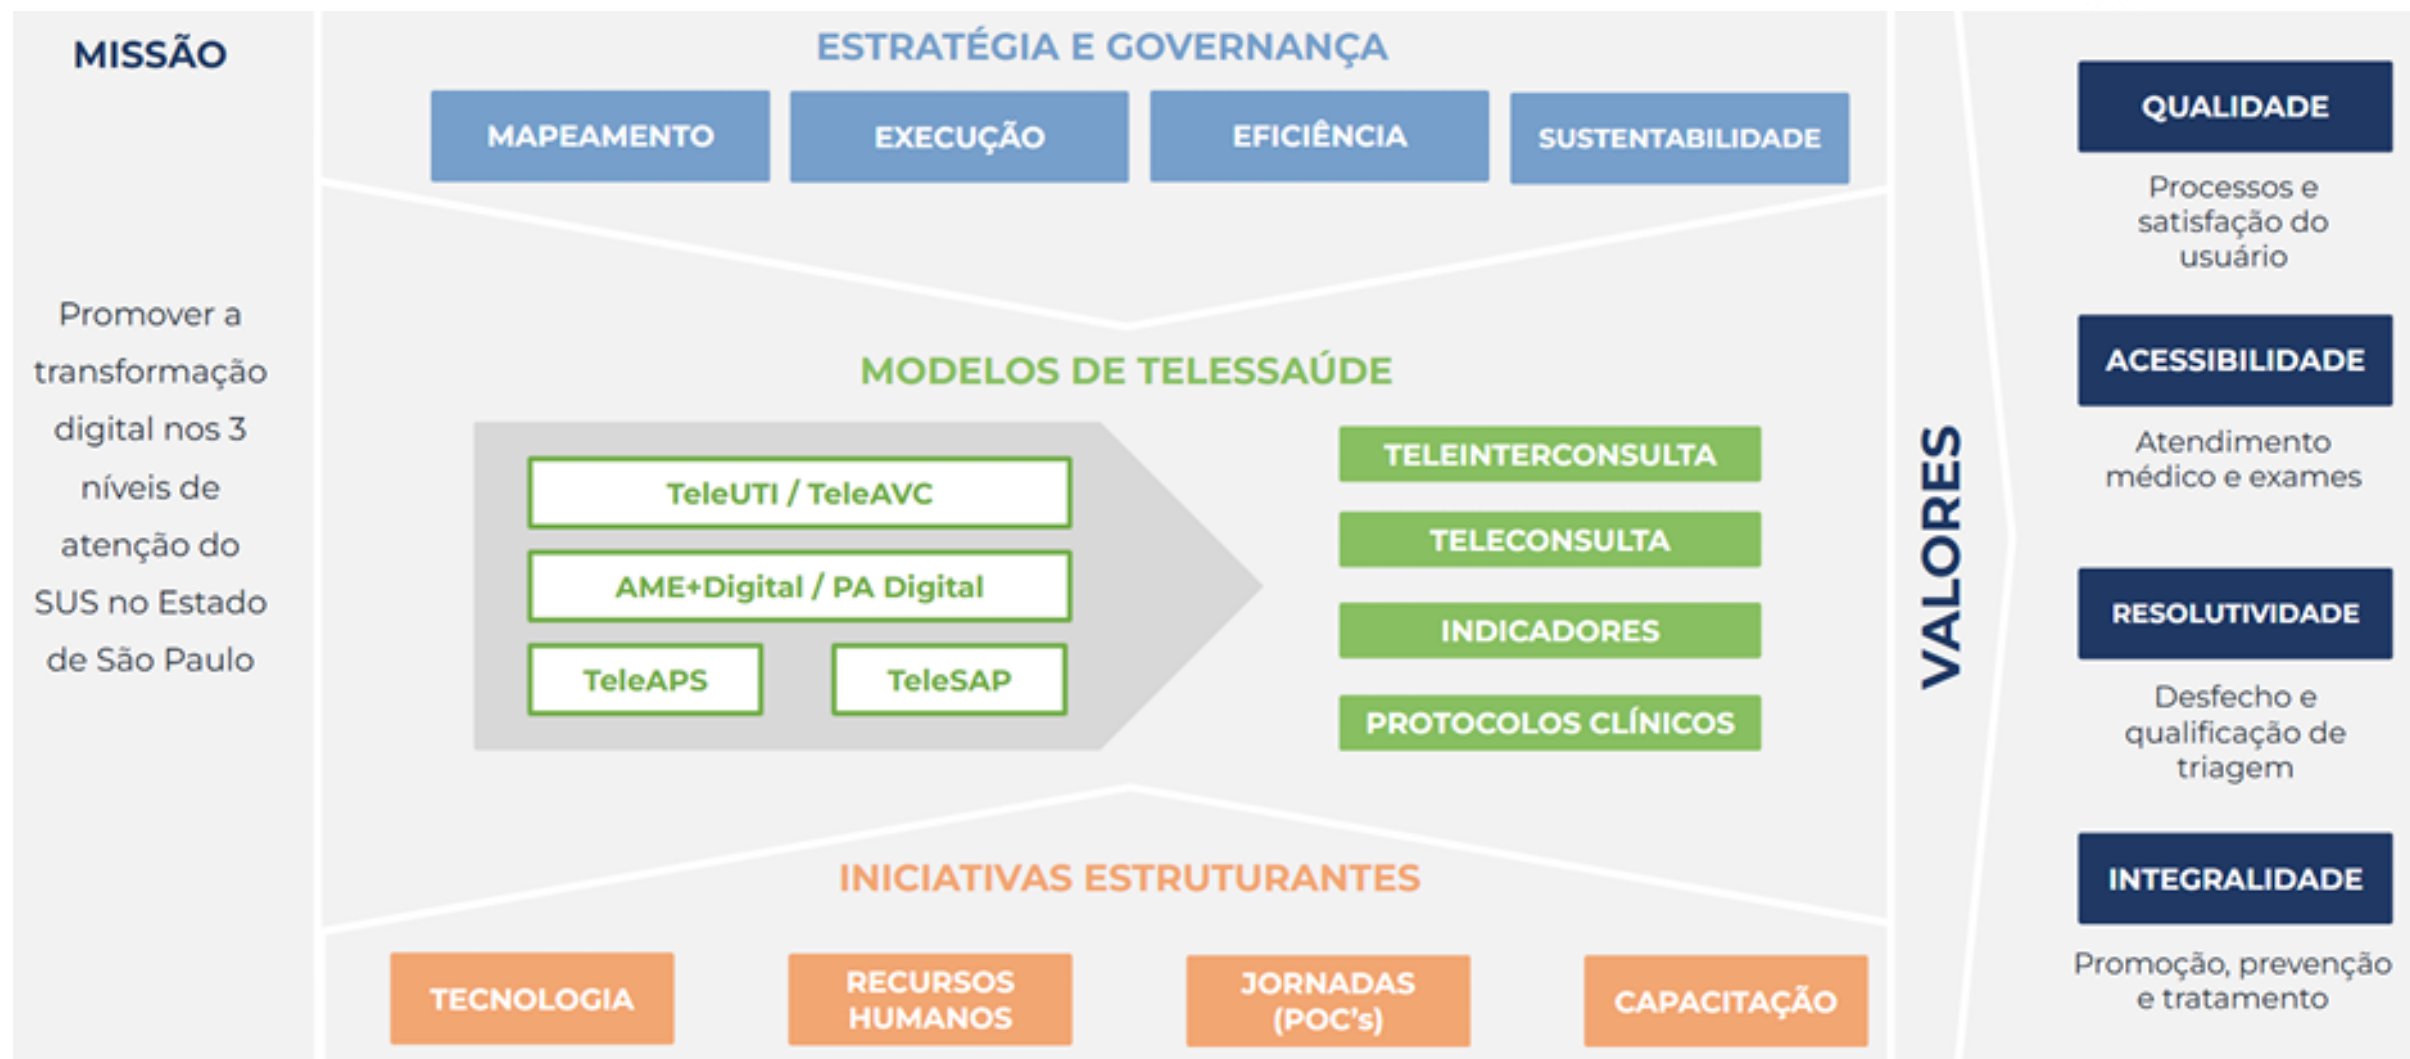 MISSÃO
Promover a
transformação
digital nos 3
níveis de
atenção do
SUS no Estado
de São Paulo
ESTRATÉGIA E GOVERNANÇA
MAPEAMENTO
EXECUÇÃO
EFICIÊNCIA
SUSTENTABILIDADE
MODELOS DE TELESSAÚDE
TeleUTI / TeleAVC
AME+Digital / PA Digital
TeleAPS
TeleSAP
TELEINTERCONSULTA
TELECONSULTA
INDICADORES
PROTOCOLOS CLÍNICOS
INICIATIVAS ESTRUTURANTES
TECNOLOGIA
RECURSOS
HUMANOS
JORNADAS
(POC's)
CAPACITAÇÃO
VALORES
QUALIDADE
Processos e
satisfação do
usuário
ACESSIBILIDADE
Atendimento
médico e exames
RESOLUTIVIDADE
Desfecho e
qualificação de
triagem
INTEGRALIDADE
Promoção, prevenção
e tratamento